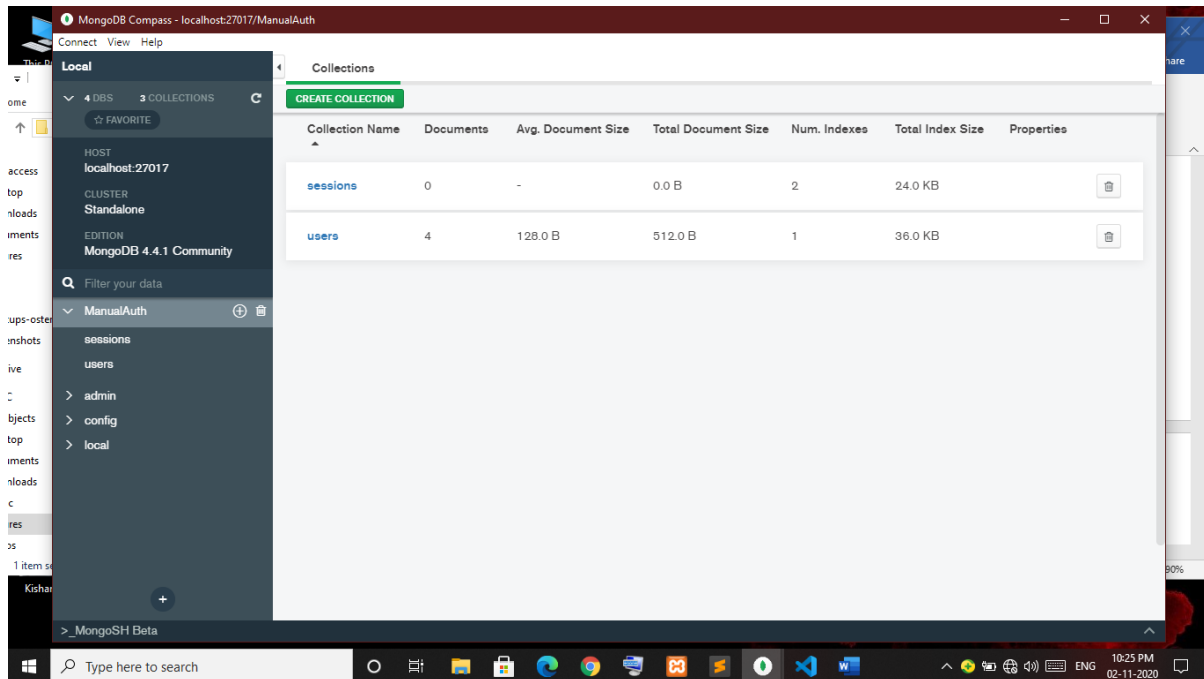 MongoDB Compass - localhost:27017/ManualAuth
Connect View Help
Local
4 DBS 3 COLLECTIONS
☆ FAVORITE
HOST
localhost:27017
CLUSTER
Standalone
EDITION
MongoDB 4.4.1 Community
Filter your data
ManualAuth
sessions
users
admin
config
local
>_MongoSH Beta
Collections
CREATE COLLECTION
Collection Name Documents Avg. Document Size Total Document Size Num. Indexes Total Index Size Properties
sessions 0 - 0.0 B 2 24.0 KB
users 4 128.0 B 512.0 B 1 36.0 KB
This P
ome
access
top
nloads
uments
res
ups-oster
enshots
ive
C
bjects
top
uments
nloads
c
res
os
1 item se
Kishan
hare
90%
Type here to search
W
ENG
10:25 PM
02-11-2020